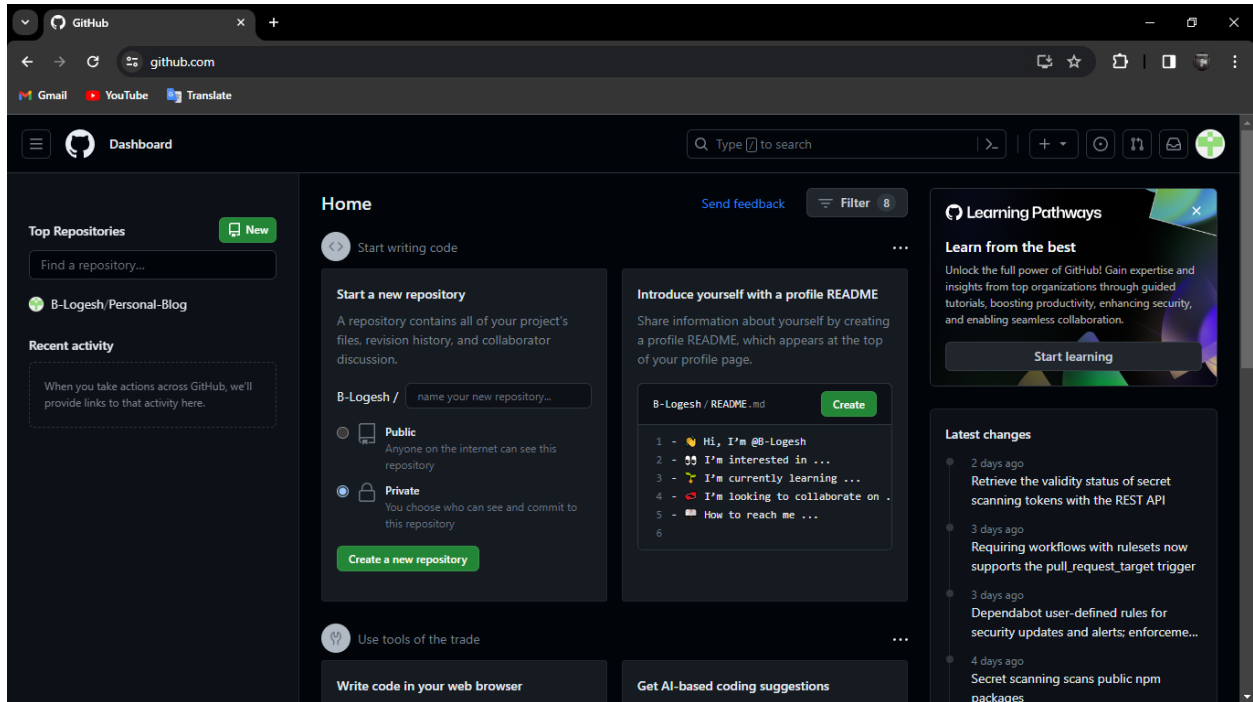 GitHub
github.com
Gmail
YouTube
Translate
Dashboard
Type / to search
Top Repositories
New
Find a repository...
B-Logesh/Personal-Blog
Recent activity
When you take actions across GitHub, we'll
provide links to that activity here.
Home
Send feedback
Filter 8
Start writing code
Start a new repository
A repository contains all of your project's
files, revision history, and collaborator
discussion.
B-Logesh /
name your new repository...
Public
Anyone on the internet can see this
repository
Private
You choose who can see and commit to
this repository
Create a new repository
Introduce yourself with a profile README
Share information about yourself by creating
a profile README, which appears at the top
of your profile page.
B-Logesh / README.md
Create
1 - 👋 Hi, I'm @B-Logesh
2 - 👀 I'm interested in ...
3 - 🌱 I'm currently learning ...
4 - 💞️ I'm looking to collaborate on .
5 - 📫 How to reach me ...
6
Use tools of the trade
Write code in your web browser
Get AI-based coding suggestions
Learning Pathways
Learn from the best
Unlock the full power of GitHub! Gain expertise and
insights from top organizations through guided
tutorials, boosting productivity, enhancing security,
and enabling seamless collaboration.
Start learning
Latest changes
2 days ago
Retrieve the validity status of secret
scanning tokens with the REST API
3 days ago
Requiring workflows with rulesets now
supports the pull_request_target trigger
3 days ago
Dependabot user-defined rules for
security updates and alerts; enforceme...
4 days ago
Secret scanning scans public npm
packages